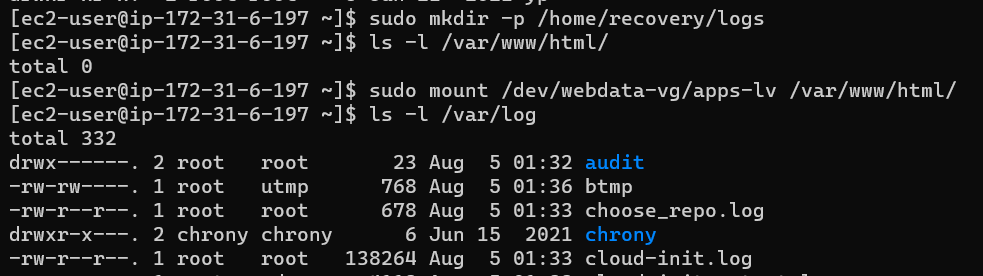 [ec2-user@ip-172-31-6-197 ~]$ sudo mkdir -p /home/recovery/logs
[ec2-user@ip-172-31-6-197 ~]$ ls -l /var/www/html/
total 0
[ec2-user@ip-172-31-6-197 ~]$ sudo mount /dev/webdata-vg/apps-lv /var/www/html/
[ec2-user@ip-172-31-6-197 ~]$ ls -l /var/log
total 332
drwx------. 2 root   root       23 Aug  5 01:32 audit
-rw-rw----. 1 root   utmp      768 Aug  5 01:36 btmp
-rw-r--r--. 1 root   root      678 Aug  5 01:33 choose_repo.log
drwxr-x---. 2 chrony chrony      6 Jun 15  2021 chrony
-rw-r--r--. 1 root   root   138264 Aug  5 01:33 cloud-init.log